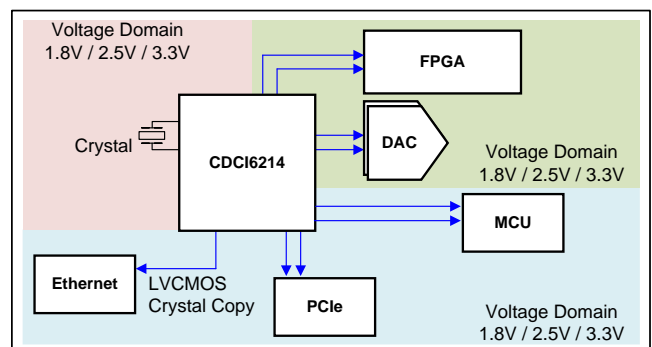 Voltage Domain
1.8V / 2.5V / 3.3V
FPGA
Crystal
CDCI6214
DAC
Voltage Domain
1.8V / 2.5V / 3.3V
MCU
Ethernet
LVCMOS
Crystal Copy
PCIe
Voltage Domain
1.8V / 2.5V / 3.3V